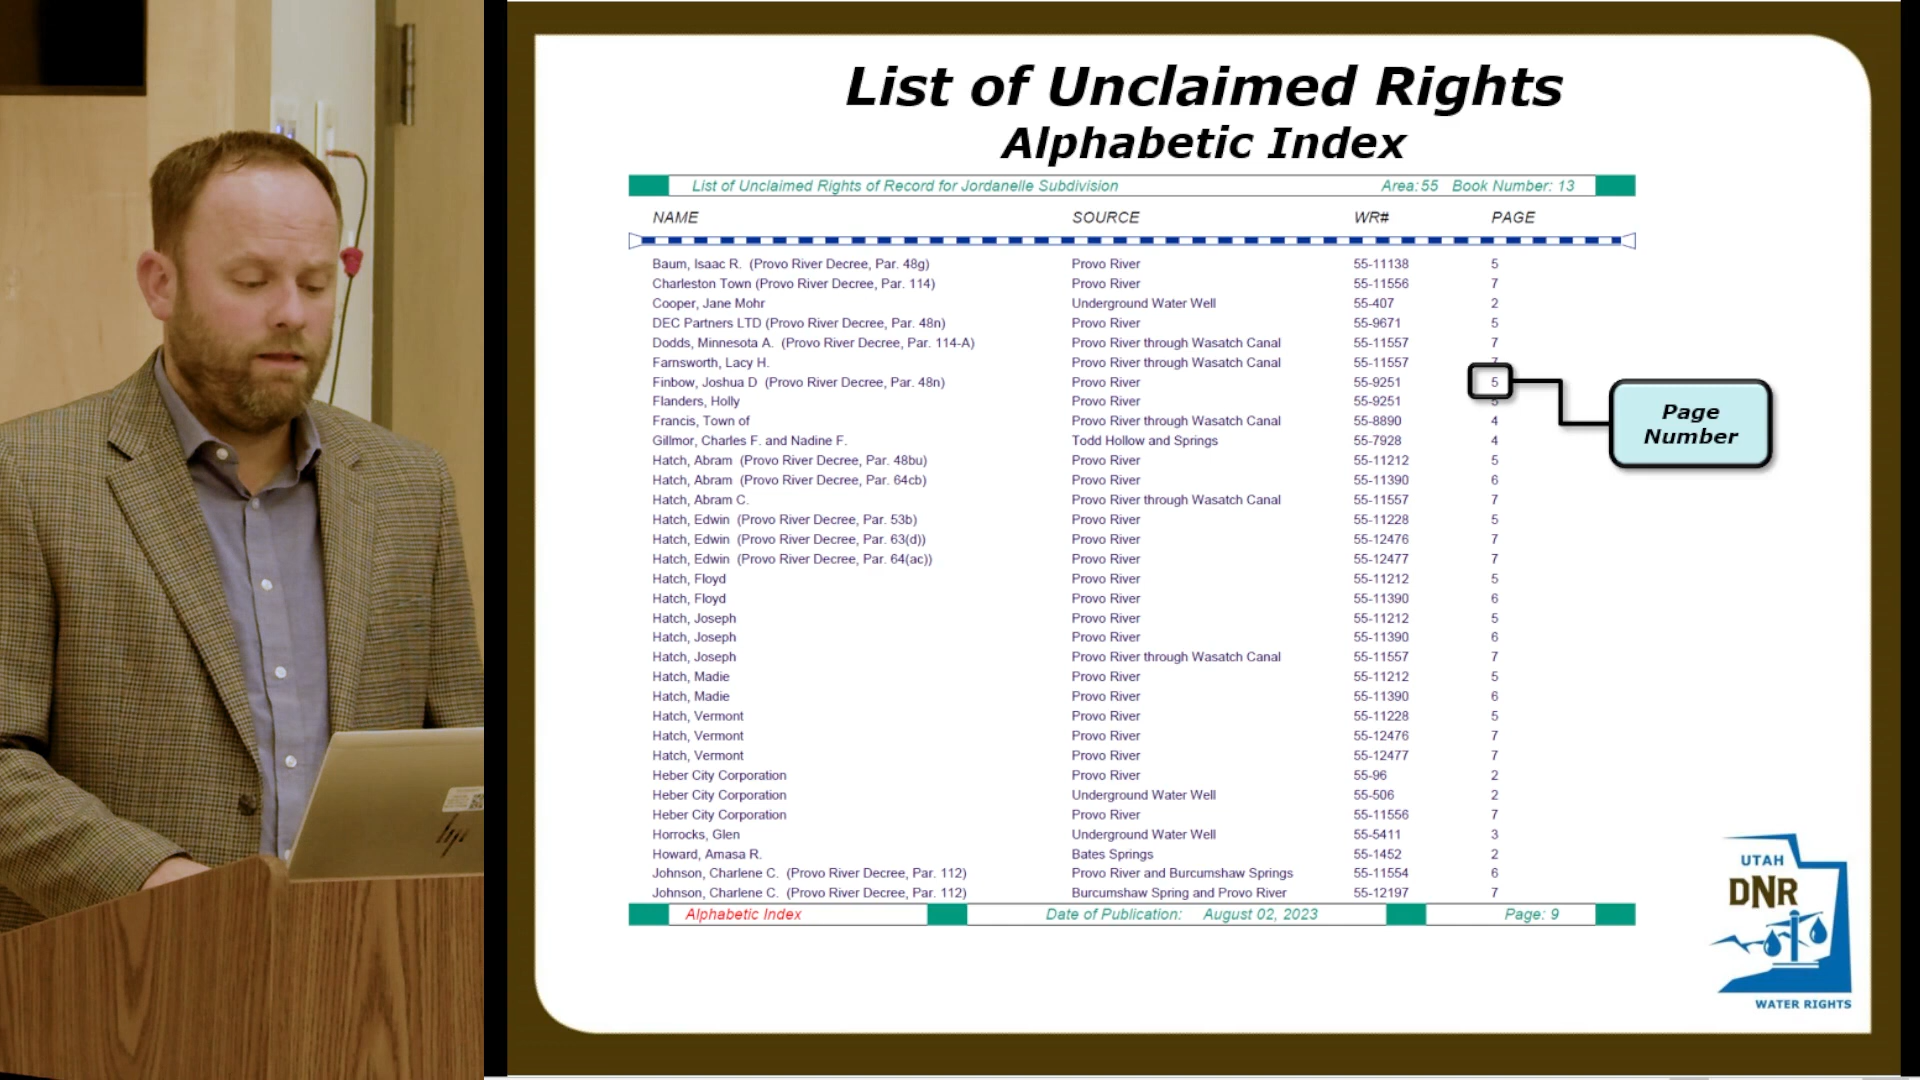 List of Unclaimed Rights
Alphabetic Index
List of Unclaimed Rights of Record for Jordanelle Subdivision Area: 55 Book Number: 13
NAME SOURCE WR# PAGE
Baum, Isaac R. (Provo River Decree, Par. 48g) Provo River 55-11138 5
Charleston Town (Provo River Decree, Par. 114) Provo River 55-11556 7
Cooper, Jane Mohr Underground Water Well 55-407 2
DEC Partners LTD (Provo River Decree, Par. 48n) Provo River 55-9671 5
Dodds, Minnesota A. (Provo River Decree, Par. 114-A) Provo River through Wasatch Canal 55-11557 7
Farnsworth, Lacy H. Provo River through Wasatch Canal 55-11557 7
Finbow, Joshua D (Provo River Decree, Par. 48n) Provo River 55-9251 5
Flanders, Holly Provo River 55-9251 5
Francis, Town of Provo River through Wasatch Canal 55-8890 4
Gillmor, Charles F. and Nadine F. Todd Hollow and Springs 55-7928 4
Hatch, Abram (Provo River Decree, Par. 48bu) Provo River 55-11212 5
Hatch, Abram (Provo River Decree, Par. 64cb) Provo River 55-11390 6
Hatch, Abram C. Provo River through Wasatch Canal 55-11557 7
Hatch, Edwin (Provo River Decree, Par. 53b) Provo River 55-11228 5
Hatch, Edwin (Provo River Decree, Par. 63(d)) Provo River 55-12476 7
Hatch, Edwin (Provo River Decree, Par. 64(ac)) Provo River 55-12477 7
Hatch, Floyd Provo River 55-11212 5
Hatch, Floyd Provo River 55-11390 6
Hatch, Joseph Provo River 55-11212 5
Hatch, Joseph Provo River 55-11390 6
Hatch, Joseph Provo River through Wasatch Canal 55-11557 7
Hatch, Madie Provo River 55-11212 5
Hatch, Madie Provo River 55-11390 6
Hatch, Vermont Provo River 55-11228 5
Hatch, Vermont Provo River 55-12476 7
Hatch, Vermont Provo River 55-12477 7
Heber City Corporation Provo River 55-96 2
Heber City Corporation Underground Water Well 55-506 2
Heber City Corporation Provo River 55-11556 7
Horrocks, Glen Underground Water Well 55-5411 3
Howard, Amasa R. Bates Springs 55-1452 2
Johnson, Charlene C. (Provo River Decree, Par. 112) Provo River and Burcumshaw Springs 55-11554 6
Johnson, Charlene C. (Provo River Decree, Par. 112) Burcumshaw Spring and Provo River 55-12197 7
Alphabetic Index Date of Publication: August 02, 2023 Page: 9
Page
Number
UTAH
DNR
WATER RIGHTS
hp